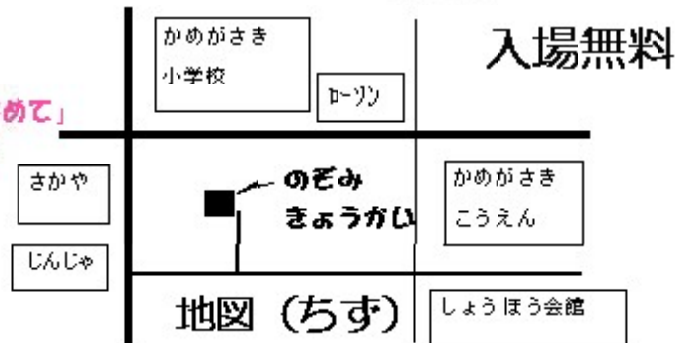 かめがさき
小学校
ローソン
入場無料
めて」
さかや
のぞみ
きょうかい
かめがさき
こうえん
じんじゃ
地図（ちず）
しょうほう会館